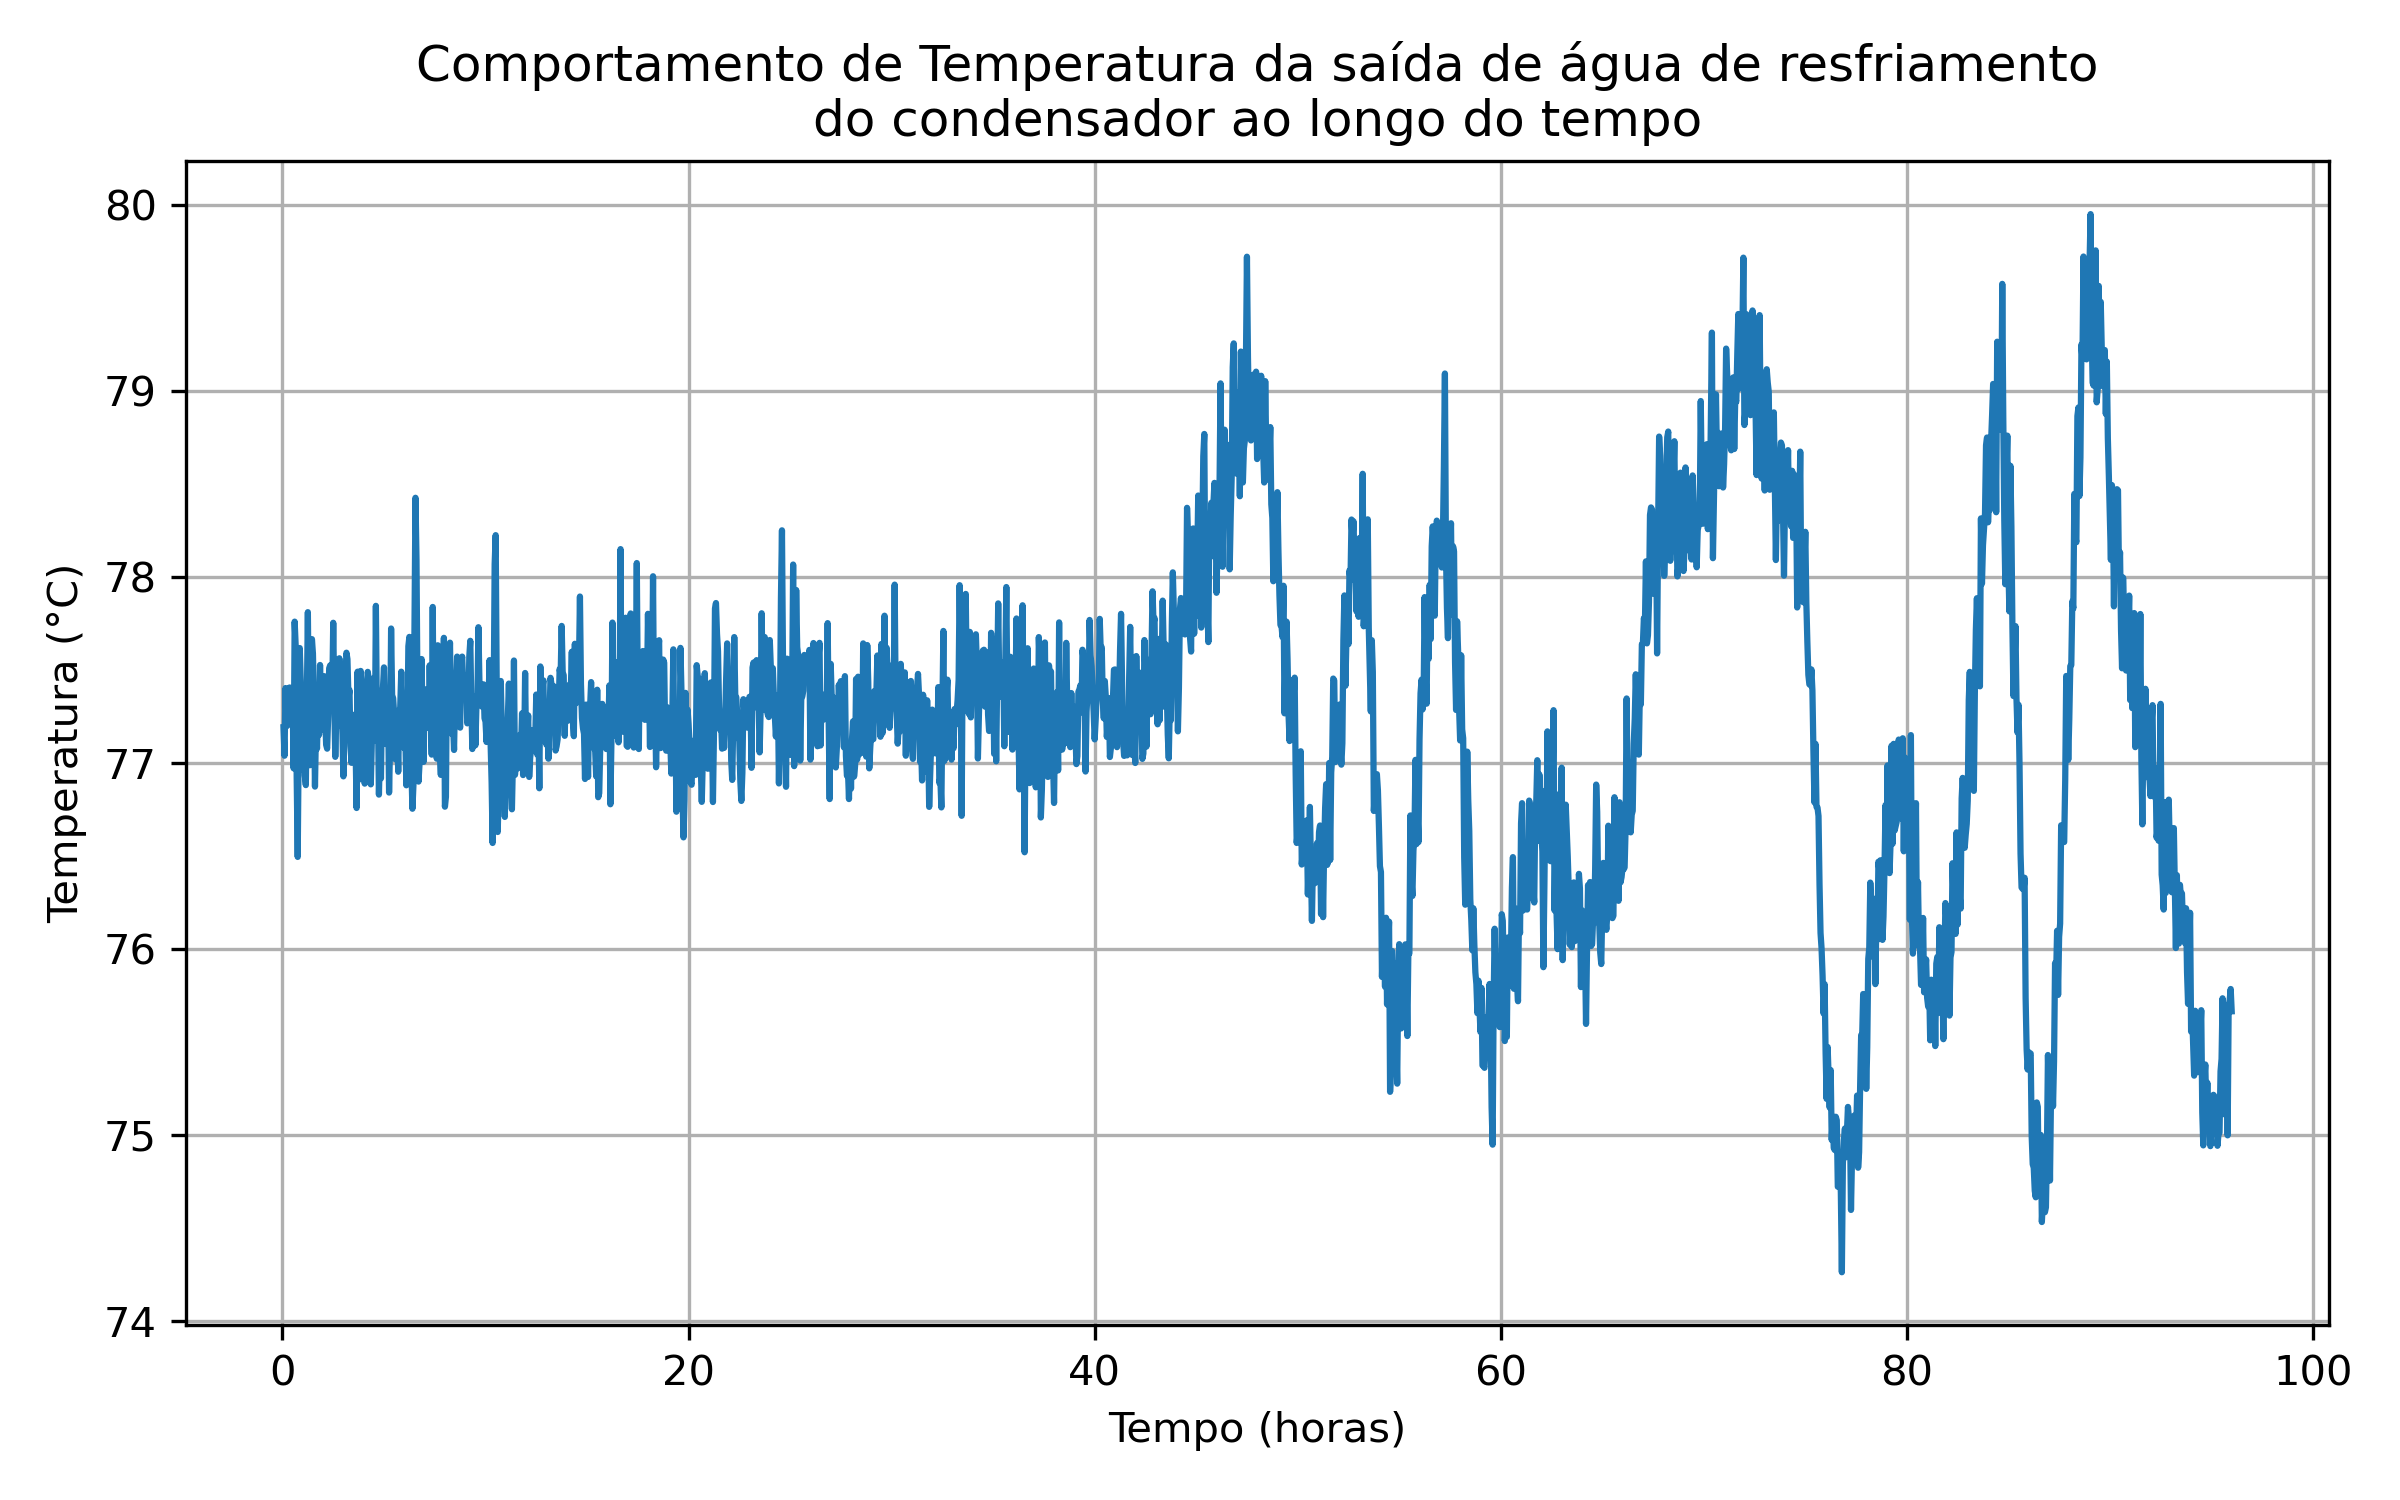 Comportamento de Temperatura da saída de água de resfriamento
do condensador ao longo do tempo
80
79
78
77
76
75
74
Temperatura (°C)
0 20 40 60 80 100
Tempo (horas)